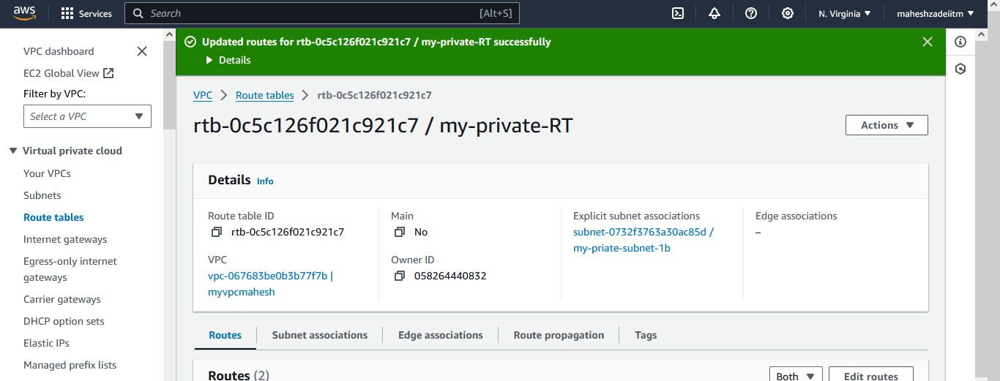 aws
Services
Search
[Alt+S]
N. Virginia
maheshzadeiitm
VPC dashboard
EC2 Global View
Filter by VPC:
Select a VPC
Virtual private cloud
Your VPCs
Subnets
Route tables
Internet gateways
Egress-only internet
gateways
Carrier gateways
DHCP option sets
Elastic IPs
Managed prefix lists
Updated routes for rtb-0c5c126f021c921c7 / my-private-RT successfully
Details
VPC > Route tables > rtb-0c5c126f021c921c7
rtb-0c5c126f021c921c7 / my-private-RT
Actions
Details Info
Route table ID
rtb-0c5c126f021c921c7
VPC
vpc-067683be0b3b77f7b |
myvpcmahesh
Main
No
Owner ID
058264440832
Explicit subnet associations
subnet-0732f3763a30ac85d /
my-priate-subnet-1b
Edge associations
–
Routes
Subnet associations
Edge associations
Route propagation
Tags
Routes (2)
Both
Edit routes